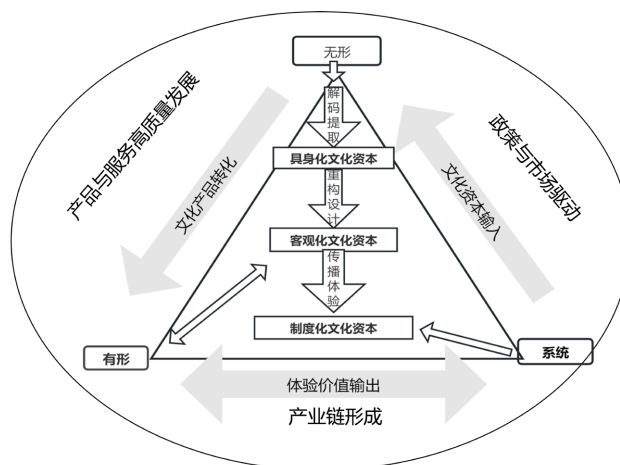 无形
解码提取
具身化文化资本
重构设计
客观化文化资本
传播体验
制度化文化资本
有形
系统
产品与服务高质量发展
文化产品转化
政策与市场驱动
文化资本输入
体验价值输出
产业链形成